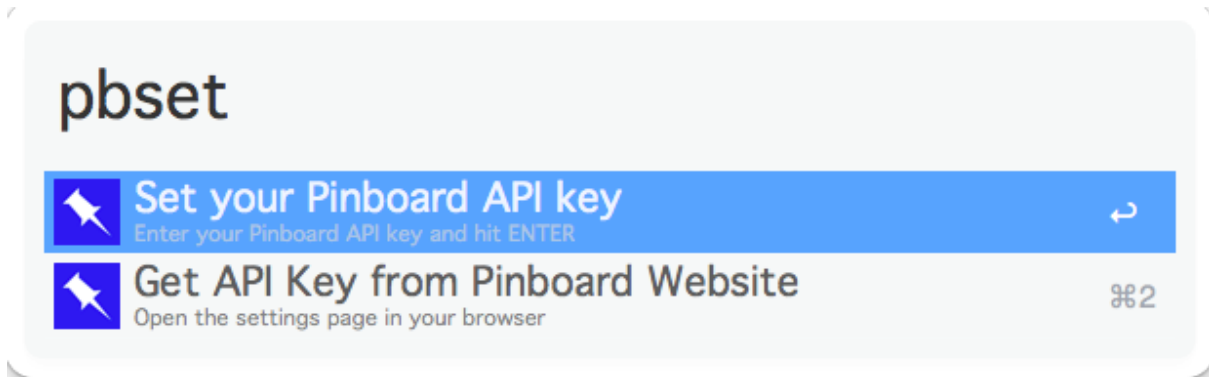 pbset
Set your Pinboard API key
↩
Enter your Pinboard API key and hit ENTER
Get API Key from Pinboard Website
⌘2
Open the settings page in your browser